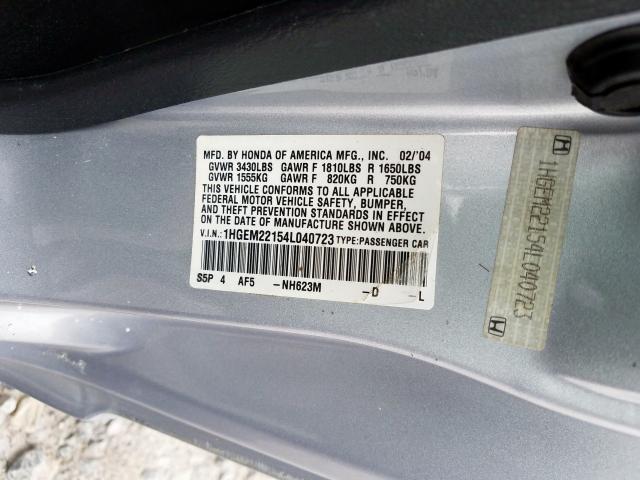 MFD. BY HONDA OF AMERICA MFG., INC. 02/'04
GVWR 3430LBS GAWR F 1810LBS R 1650LBS
GVWR 1555KG GAWR F 820KG R 750KG
THIS VEHICLE CONFORMS TO ALL APPLICABLE
FEDERAL MOTOR VEHICLE SAFETY, BUMPER,
AND THEFT PREVENTION STANDARDS IN EFFECT
ON THE DATE OF MANUFACTURE SHOWN ABOVE.
V.I.N.: 1HGEM22154L040723 TYPE:PASSENGER CAR
S5P 4 AF5 -NH623M -D -L
1HGEM22154L040723